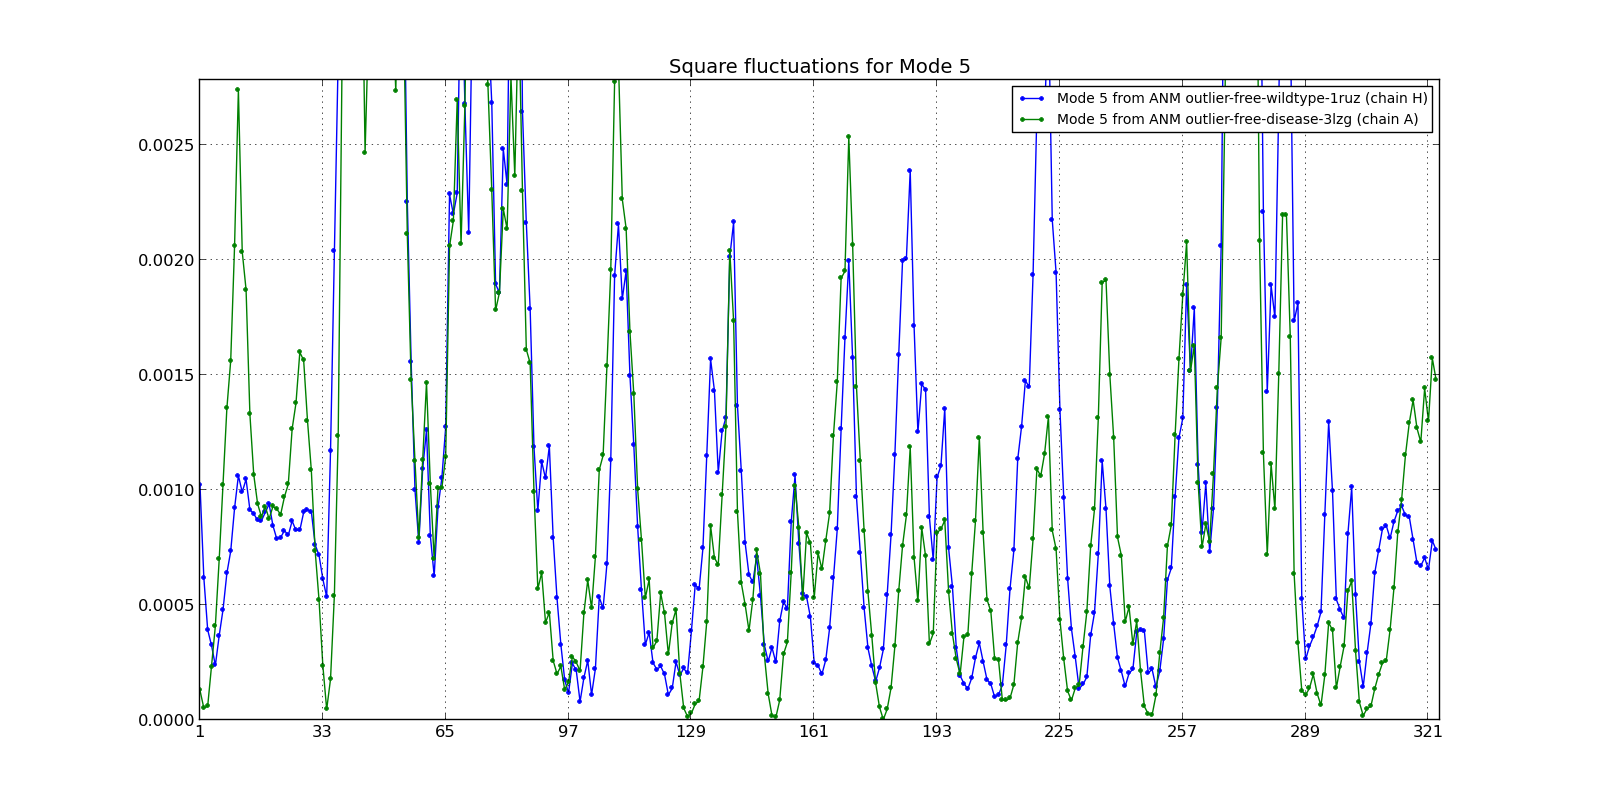 Square fluctuations for Mode 5
Mode 5 from ANM outlier-free-wildtype-1ruz (chain H)
Mode 5 from ANM outlier-free-disease-3lzg (chain A)
0.0025
0.0020
0.0015
0.0010
0.0005
0.0000
1 33 65 97 129 161 193 225 257 289 321